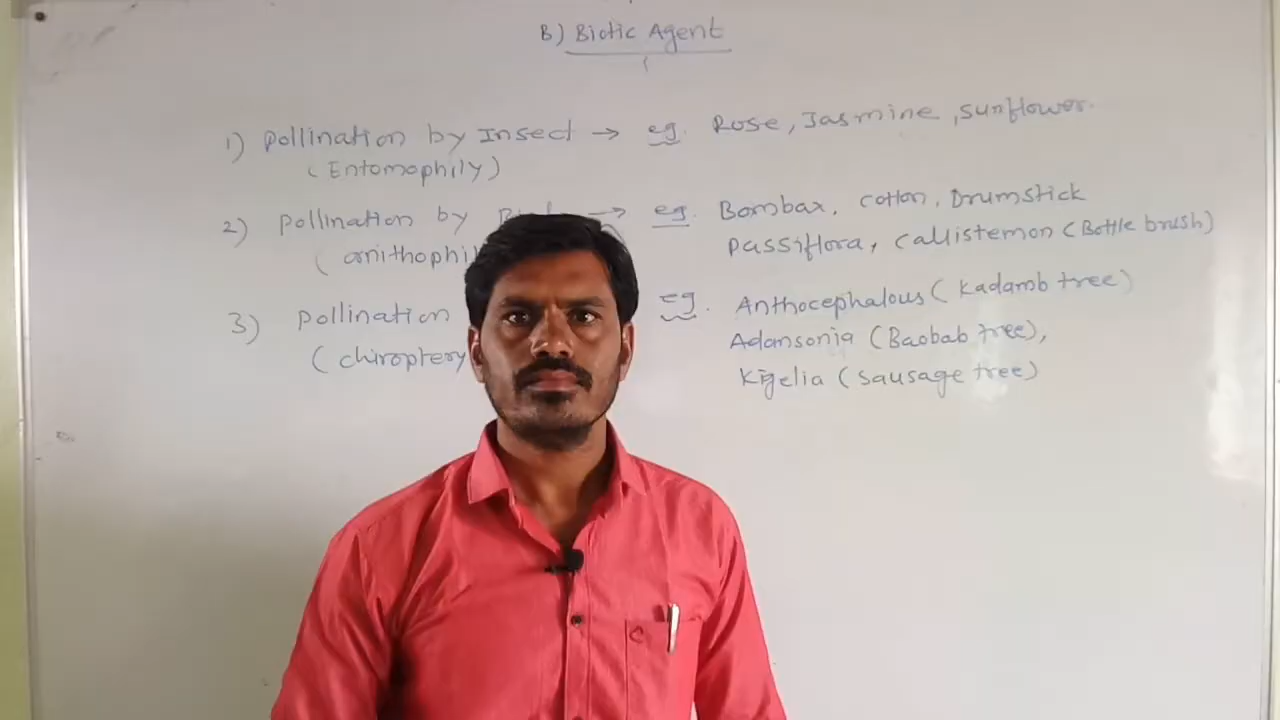 B) Biotic Agent
1) Pollination by Insect → eg. Rose, Jasmine, sunflower.
(Entomophily)
2) Pollination by → eg. Bombax, cotton, Drumstick
(onithophil Passiflora, Callistemon (Bottle brush)
3) Pollination eg. Anthocephalous (Kadamb tree)
(chiroptery Adansonia (Baobab tree),
Kigelia (sausage tree)